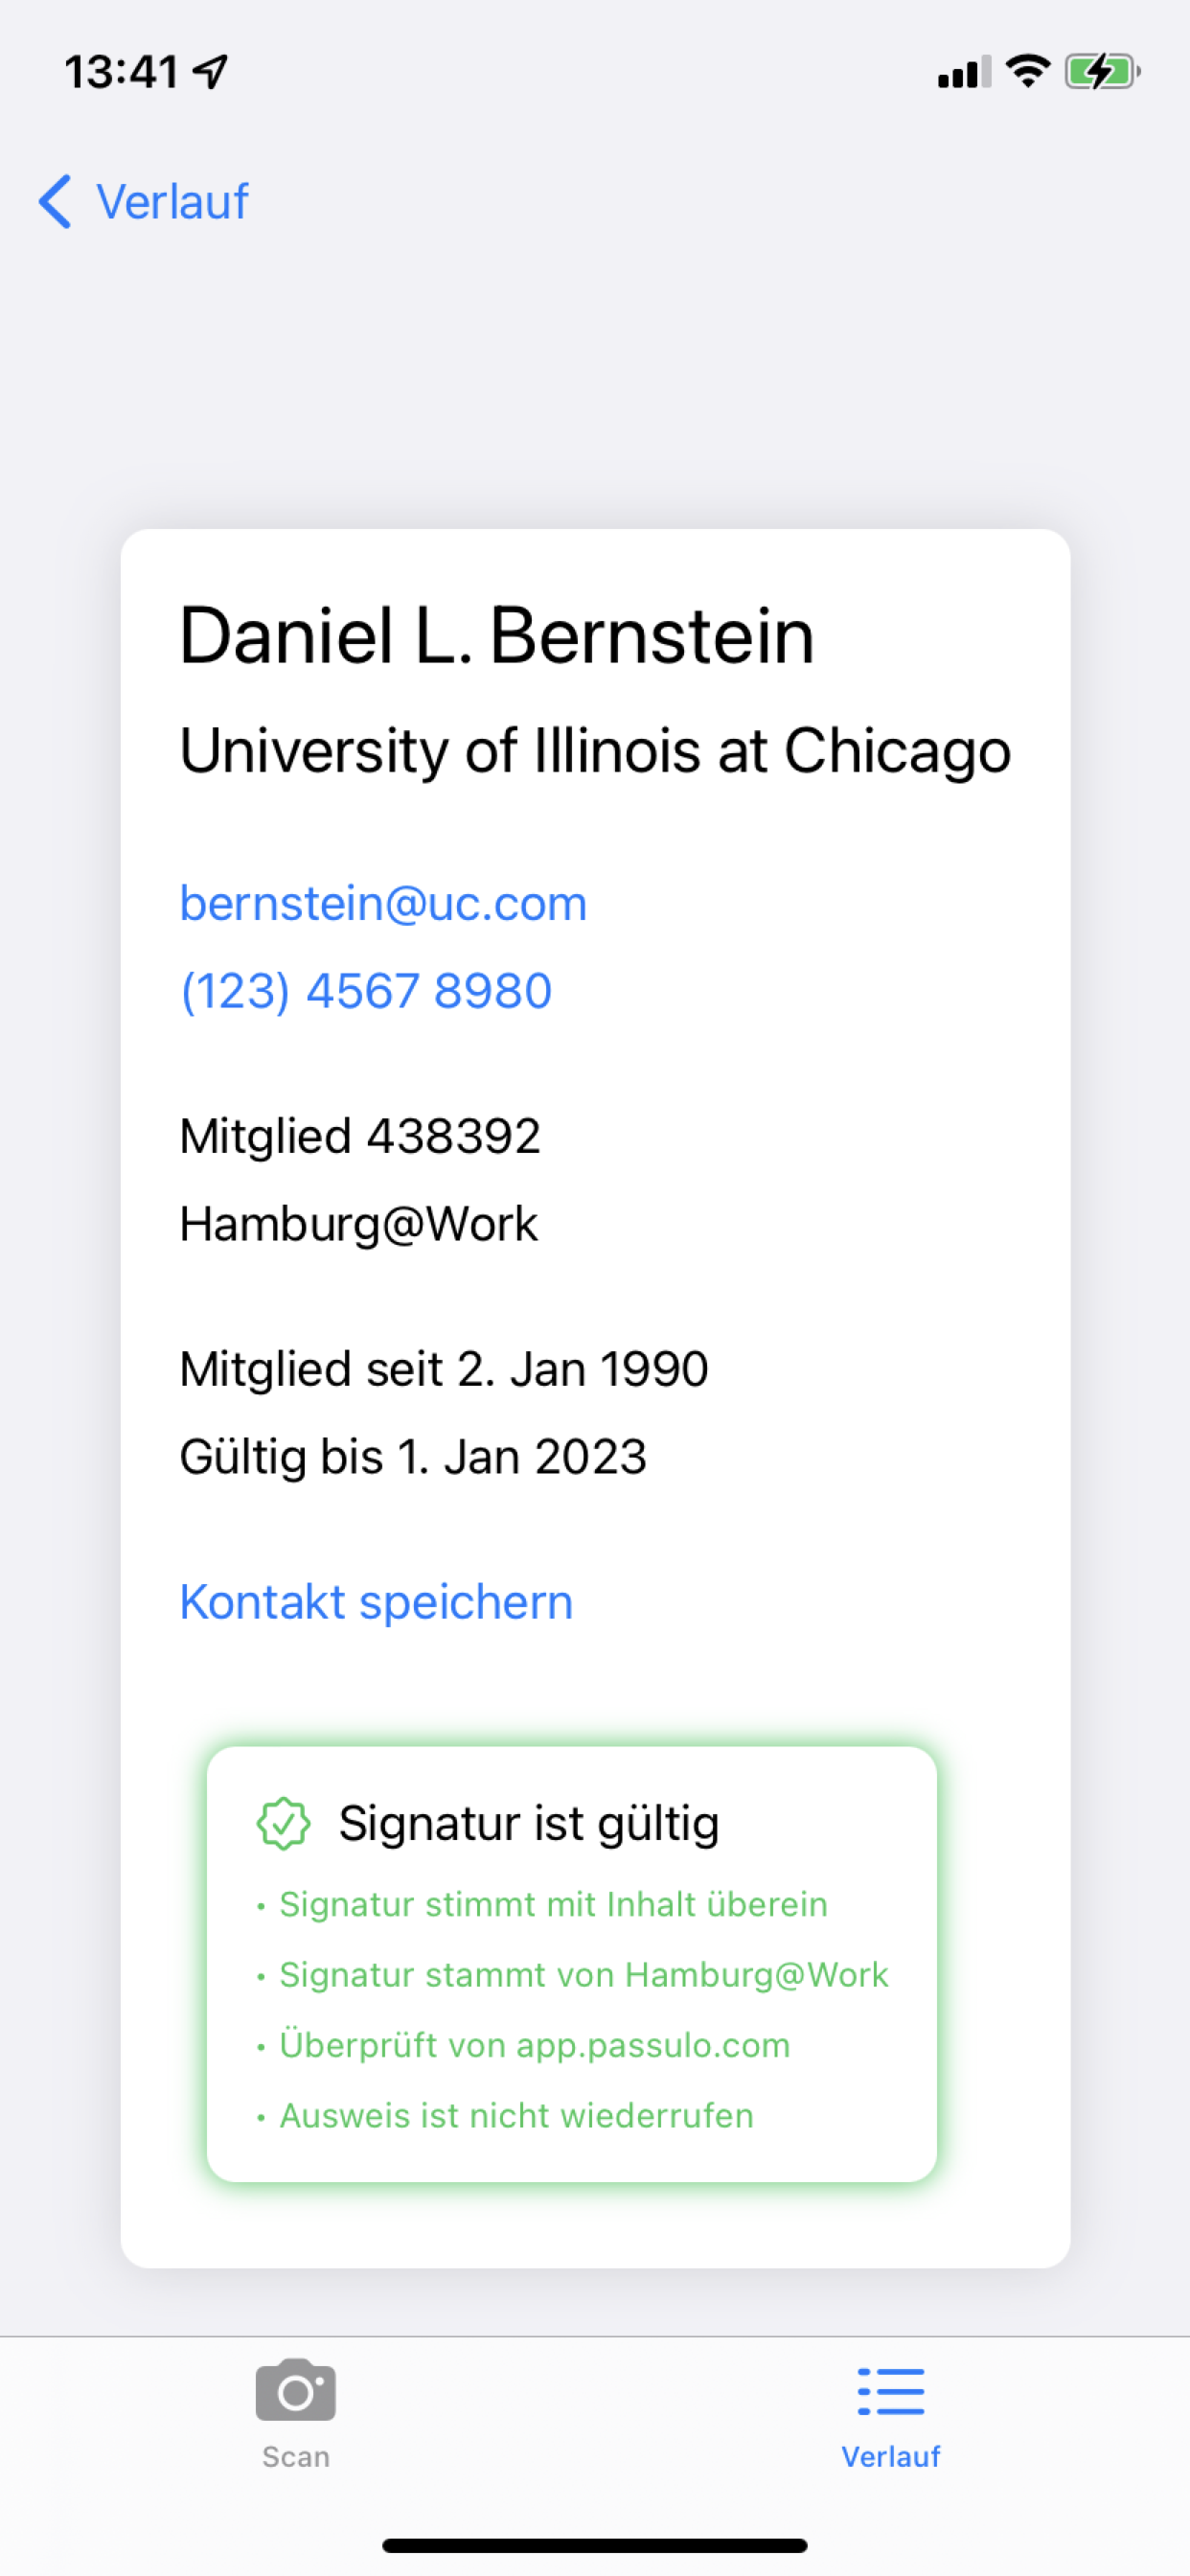 13:41
Verlauf
Daniel L. Bernstein
University of Illinois at Chicago
bernstein@uc.com
(123) 4567 8980
Mitglied 438392
Hamburg@Work
Mitglied seit 2. Jan 1990
Gültig bis 1. Jan 2023
Kontakt speichern
Signatur ist gültig
• Signatur stimmt mit Inhalt überein
• Signatur stammt von Hamburg@Work
• Überprüft von app.passulo.com
• Ausweis ist nicht wiederrufen
Scan
Verlauf